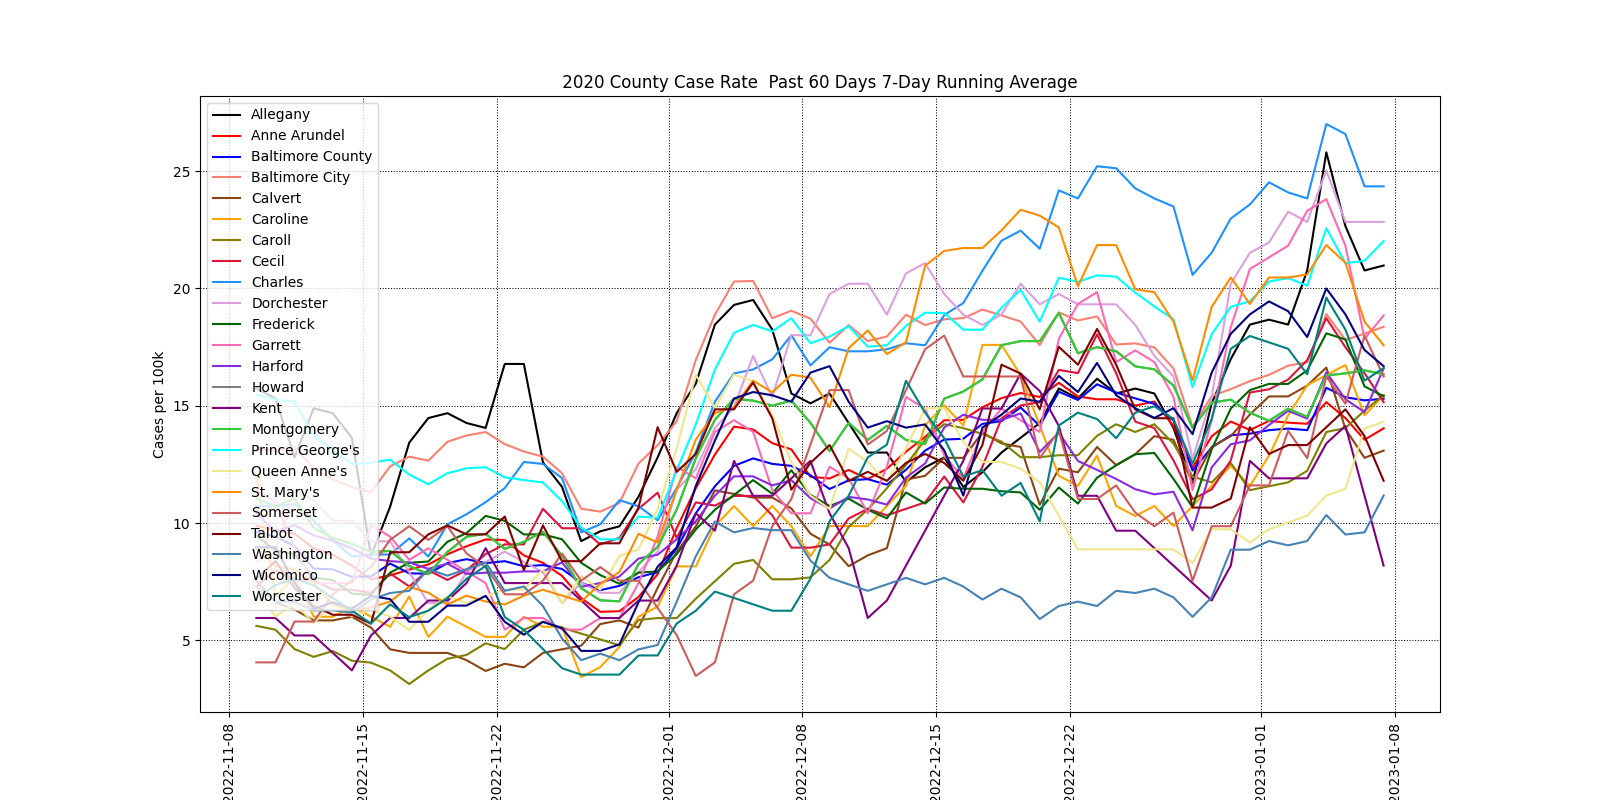 2020 County Case Rate  Past 60 Days 7-Day Running Average
Cases per 100k
25
20
15
10
5
Allegany
Anne Arundel
Baltimore County
Baltimore City
Calvert
Caroline
Caroll
Cecil
Charles
Dorchester
Frederick
Garrett
Harford
Howard
Kent
Montgomery
Prince George's
Queen Anne's
St. Mary's
Somerset
Talbot
Washington
Wicomico
Worcester
2022-11-08
2022-11-15
2022-11-22
2022-12-01
2022-12-08
2022-12-15
2022-12-22
2023-01-01
2023-01-08